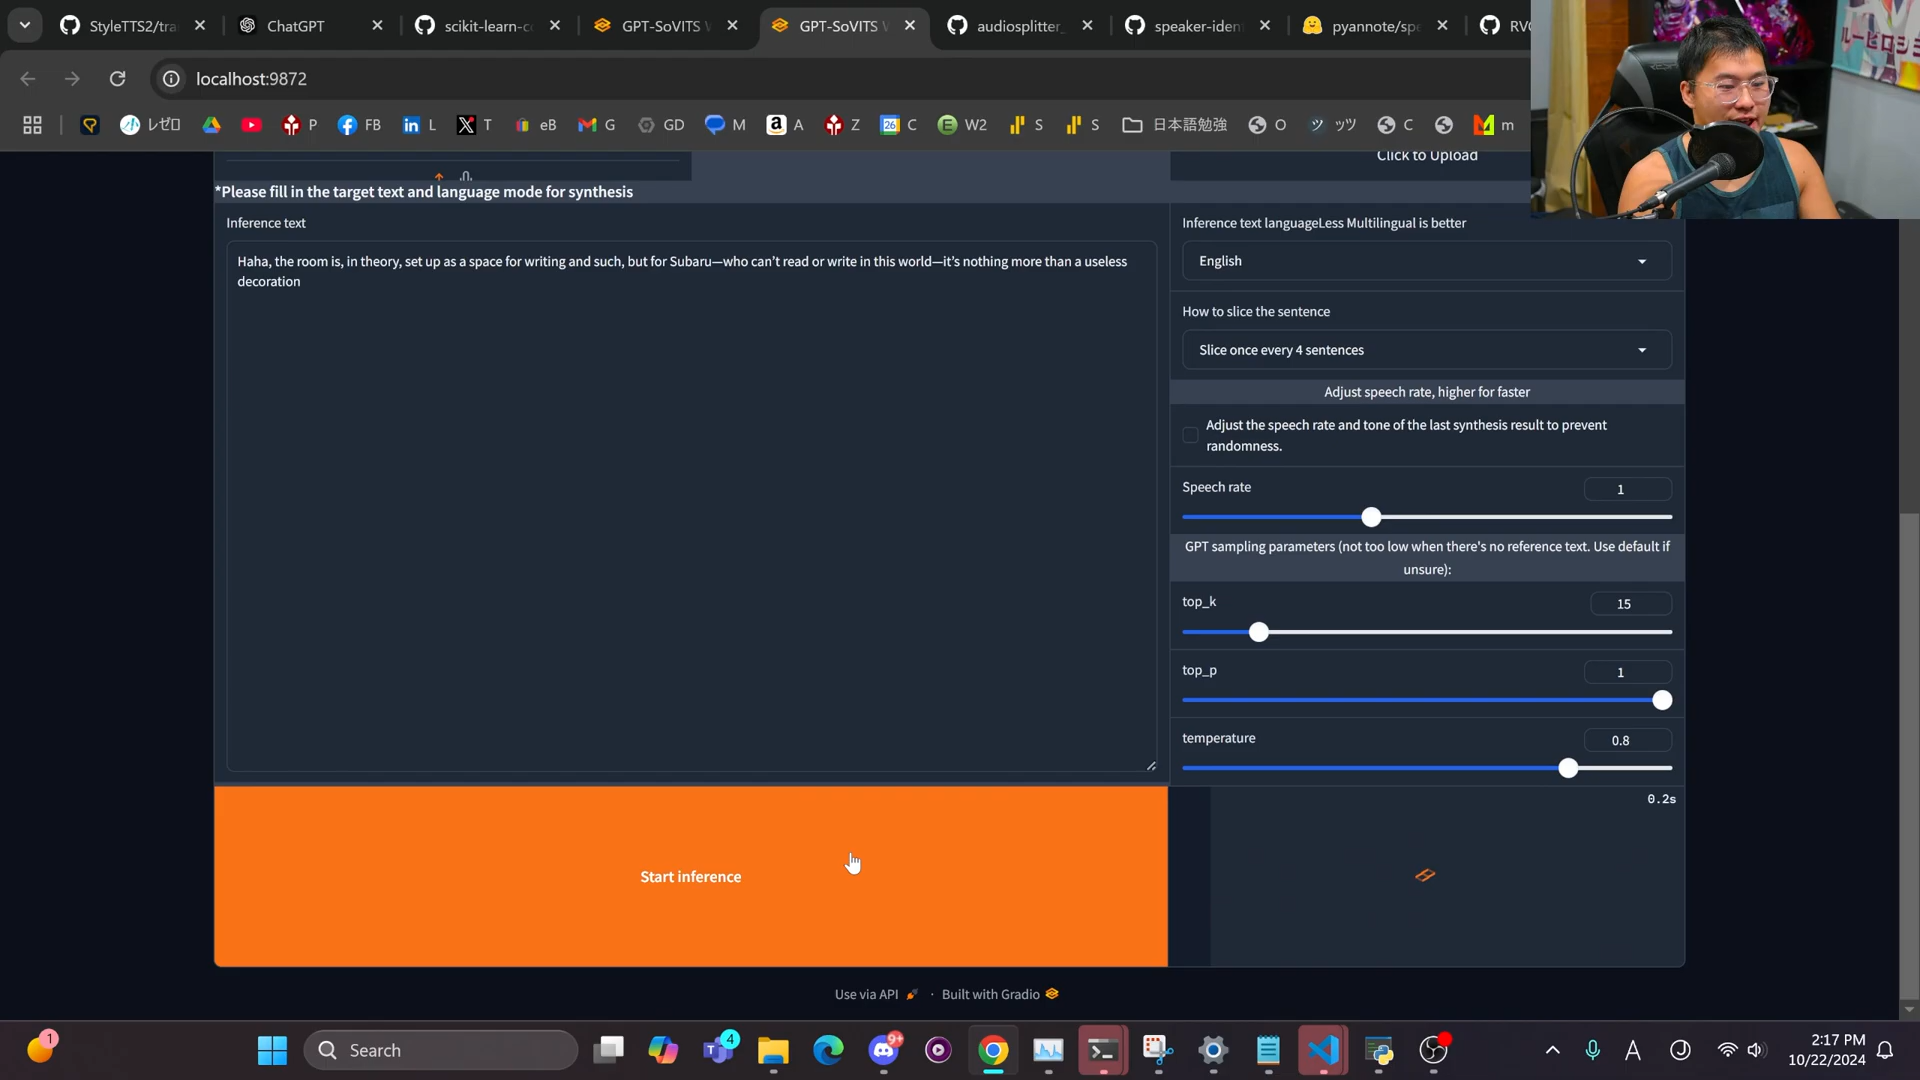 StyleTTS2/tra
ChatGPT
scikit-learn-c
GPT-SoVITS
GPT-SoVITS
audiosplitter_
speaker-iden
pyannote/spe
RVC
localhost:9872
レゼロ
P
FB
L
T
eB
G
GD
M
A
Z
C
W2
S
S
日本語勉強
O
ッツ
C
m
Click to Upload
*Please fill in the target text and language mode for synthesis
Inference text
Haha, the room is, in theory, set up as a space for writing and such, but for Subaru—who can’t read or write in this world—it’s nothing more than a useless
decoration
Inference text languageLess Multilingual is better
English
How to slice the sentence
Slice once every 4 sentences
Adjust speech rate, higher for faster
Adjust the speech rate and tone of the last synthesis result to prevent
randomness.
Speech rate
1
GPT sampling parameters (not too low when there's no reference text. Use default if
unsure):
top_k
15
top_p
1
temperature
0.8
0.2s
Start inference
Use via API · Built with Gradio
1
Search
4
9+
A
2:17 PM
10/22/2024